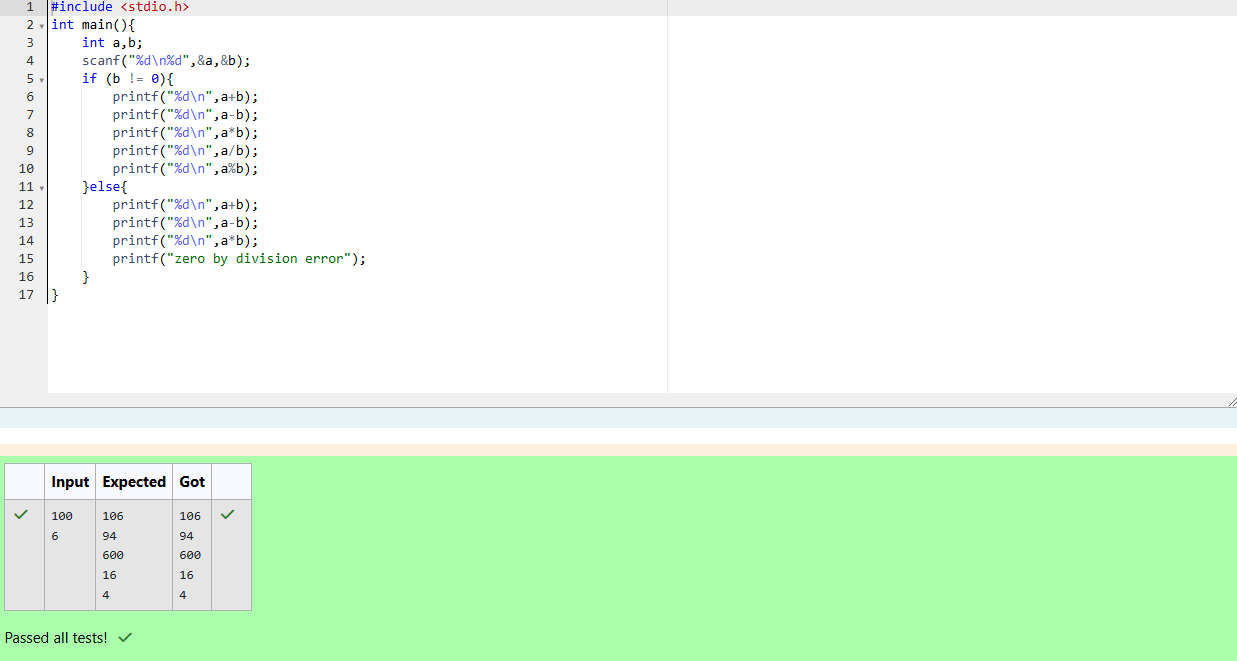 1 #include <stdio.h>
2 int main(){
3     int a,b;
4     scanf("%d\n%d",&a,&b);
5     if (b != 0){
6         printf("%d\n",a+b);
7         printf("%d\n",a-b);
8         printf("%d\n",a*b);
9         printf("%d\n",a/b);
10         printf("%d\n",a%b);
11     }else{
12         printf("%d\n",a+b);
13         printf("%d\n",a-b);
14         printf("%d\n",a*b);
15         printf("zero by division error");
16     }
17 }
Input Expected Got
100 106 106
6 94 94
600 600
16 16
4 4
Passed all tests!